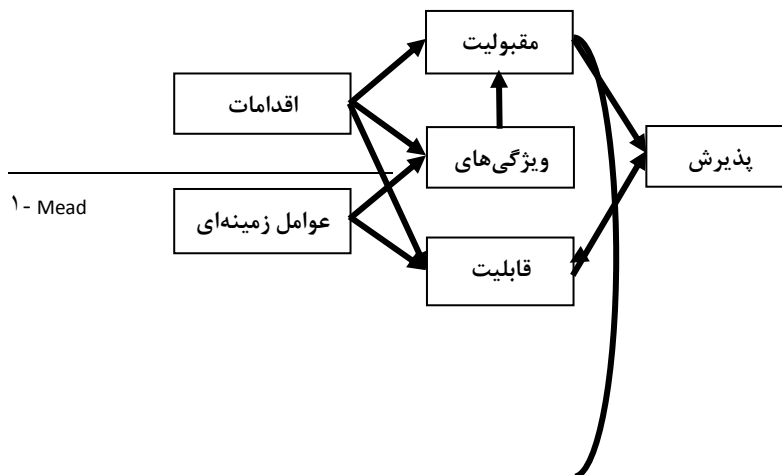 مقبولیت
اقدامات
ویژگی‌های
پذیرش
عوامل زمینه‌ای
قابلیت
۱- Mead